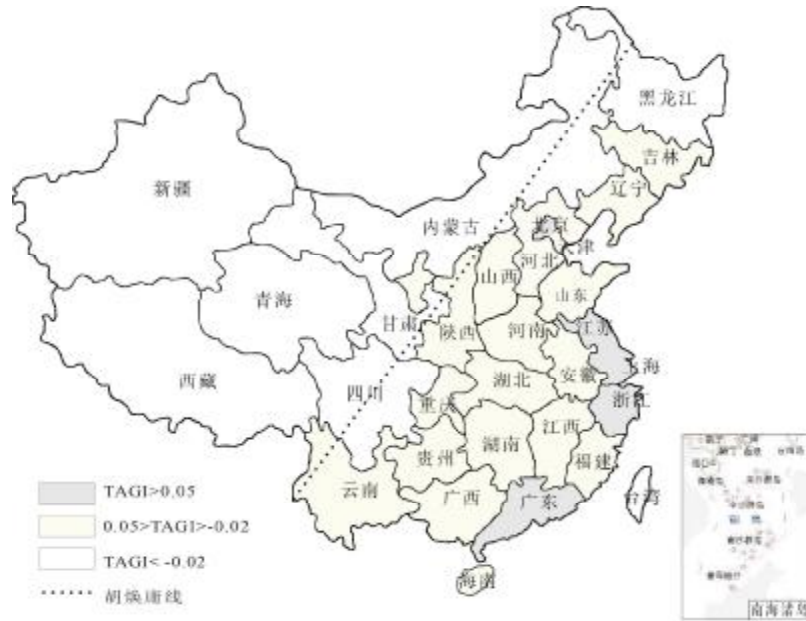 黑龙江
吉林
辽宁
新疆
内蒙古
北京
天津
河北
山西
山东
青海
甘肃
陕西
河南
江苏
西藏
四川
湖北
安徽
上海
重庆
浙江
湖南
江西
贵州
福建
云南
广西
广东
台湾
海南
TAGI>0.05
0.05>TAGI>-0.02
TAGI< -0.02
胡焕庸线
南海诸岛